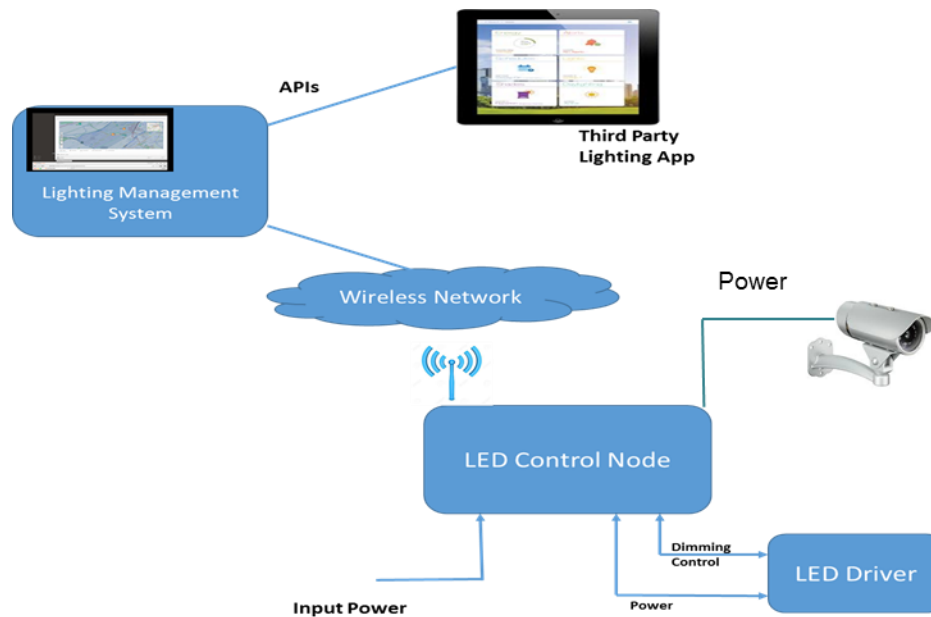 APIs
Third Party
Lighting App
Lighting Management
System
Wireless Network
Power
LED Control Node
Dimming
Control
LED Driver
Power
Input Power